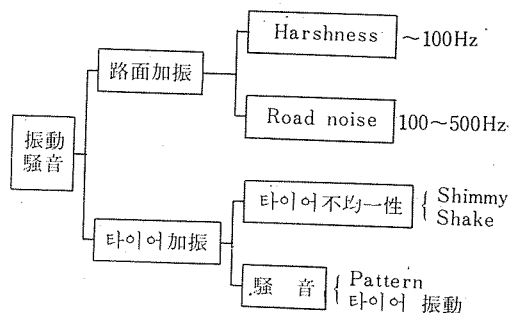 Harshness ~100Hz
路面加振
Road noise 100~500Hz
振動
騷音
타이어 不均一性 { Shimmy
Shake
타이어 加振
騷 音 { Pattern
타이어 振動